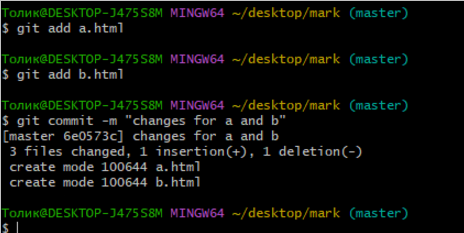 Толик@DESKTOP-J475S8M MINGW64 ~/desktop/mark (master)
$ git add a.html
Толик@DESKTOP-J475S8M MINGW64 ~/desktop/mark (master)
$ git add b.html
Толик@DESKTOP-J475S8M MINGW64 ~/desktop/mark (master)
$ git commit -m "changes for a and b"
[master 6e0573c] changes for a and b
 3 files changed, 1 insertion(+), 1 deletion(-)
 create mode 100644 a.html
 create mode 100644 b.html
Толик@DESKTOP-J475S8M MINGW64 ~/desktop/mark (master)
$